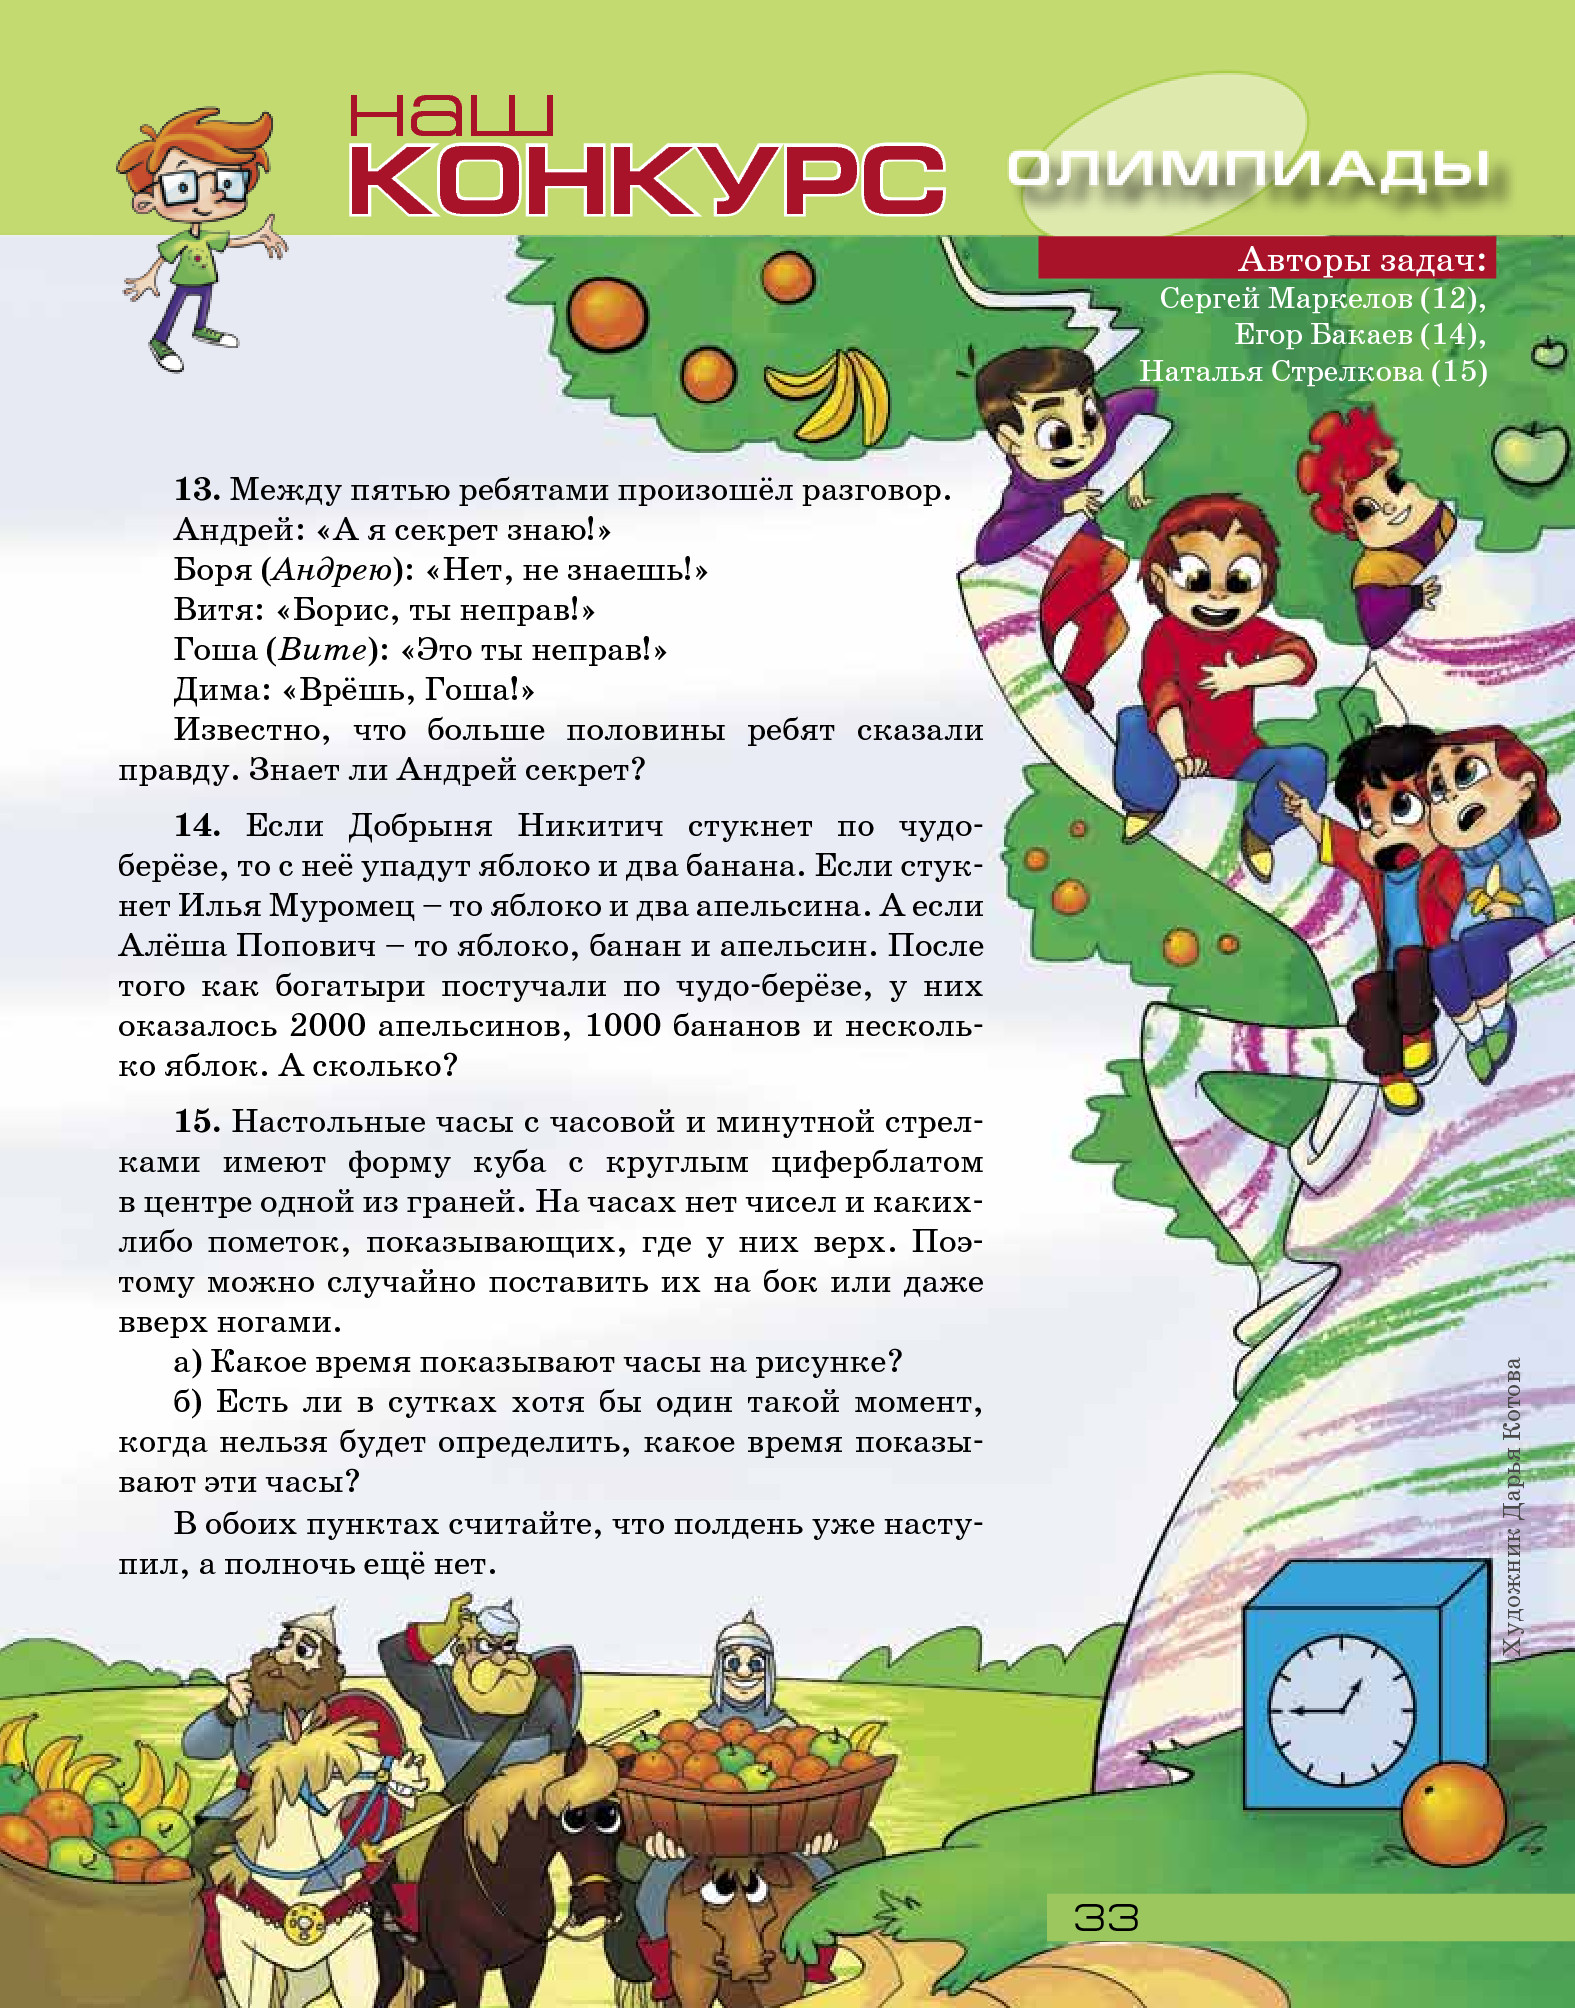 наш
КОНКУРС
ОЛИМПИАДЫ
Авторы задач:
Сергей Маркелов (12),
Егор Бакаев (14),
Наталья Стрелкова (15)
13. Между пятью ребятами произошёл разговор.
Андрей: «А я секрет знаю!»
Боря (Андрею): «Нет, не знаешь!»
Витя: «Борис, ты неправ!»
Гоша (Вите): «Это ты неправ!»
Дима: «Врёшь, Гоша!»
Известно, что больше половины ребят сказали
правду. Знает ли Андрей секрет?
14. Если Добрыня Никитич стукнет по чудо-
берёзе, то с неё упадут яблоко и два банана. Если стук-
нет Илья Муромец – то яблоко и два апельсина. А если
Алёша Попович – то яблоко, банан и апельсин. После
того как богатыри постучали по чудо-берёзе, у них
оказалось 2000 апельсинов, 1000 бананов и несколь-
ко яблок. А сколько?
15. Настольные часы с часовой и минутной стрел-
ками имеют форму куба с круглым циферблатом
в центре одной из граней. На часах нет чисел и каких-
либо пометок, показывающих, где у них верх. Поэ-
тому можно случайно поставить их на бок или даже
вверх ногами.
а) Какое время показывают часы на рисунке?
б) Есть ли в сутках хотя бы один такой момент,
когда нельзя будет определить, какое время показы-
вают эти часы?
В обоих пунктах считайте, что полдень уже насту-
пил, а полночь ещё нет.
Художник Дарья Котова
33